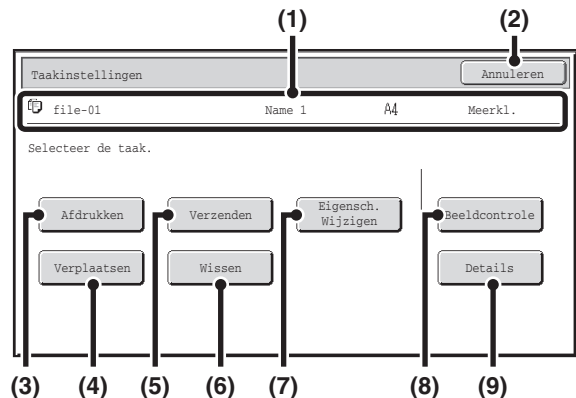 (1) (2)
Taakinstellingen Annuleren
file-01 Name 1 A4 Meerkl.
Selecteer de taak.
Afdrukken Verzenden Eigensch.
Wijzigen Beeldcontrole
Verplaatsen Wissen Details
(3) (4) (5) (6) (7) (8) (9)